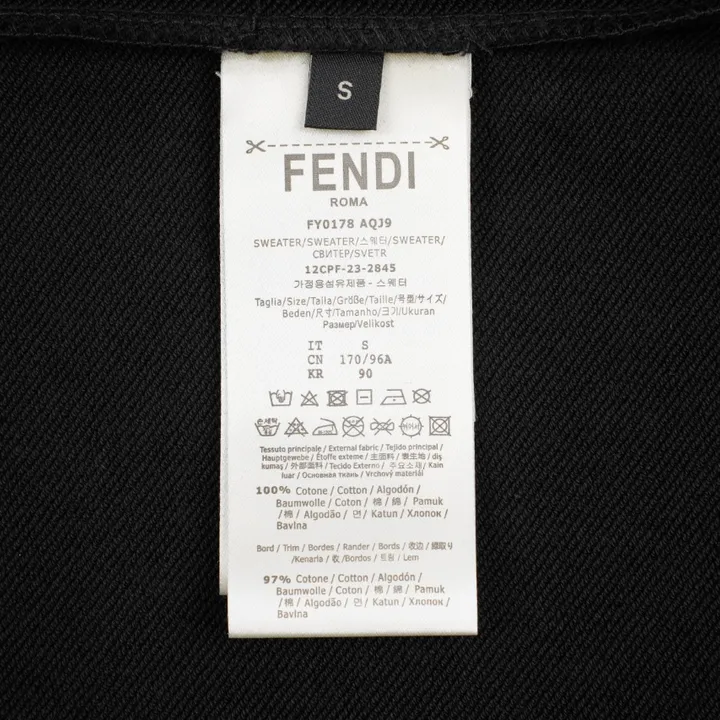 S
FENDI
ROMA
FY0178 AQJ9
SWEATER/SWEATER/스웨터/SWEATER/
СВИТЕР/SVETR
12CPF-23-2845
가정용섬유제품 - 스웨터
Taglia/Size/Talla/Größe/Taille/号型/サイズ/
Beden/尺寸/Tamanho/크기/Ukuran
Размер/Velikost
IT S
CN 170/96A
KR 90
손세탁
Tessuto principale / External fabric / Tejido principal /
Hauptgewebe / Étoffe externe / 主面料 / 表生地 / dış
kumaş / 外部面料 / Tecido Externo / 주요소재 / Kain
luar / Основная ткань / Vrchový materiál
100% Cotone / Cotton / Algodón /
Baumwolle / Coton / 棉 / 綿 / Pamuk
/ 棉 / Algodão / 면 / Katun / Хлопок /
Bavlna
Bord / Trim / Bordes / Rander / Bords / 收边 / 縁取り
/Kenarla / 收 /Bordos / 트림 / Lem
97% Cotone / Cotton / Algodón /
Baumwolle / Coton / 棉 / 綿 / Pamuk
/ 棉 / Algodão / 면 / Katun / Хлопок /
Bavlna